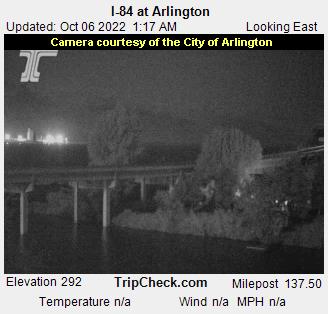 I-84 at Arlington
Updated: Oct 06 2022 1:17 AM Looking East
Camera courtesy of the City of Arlington
Elevation 292 TripCheck.com Milepost 137.50
Temperature n/a Wind n/a MPH n/a